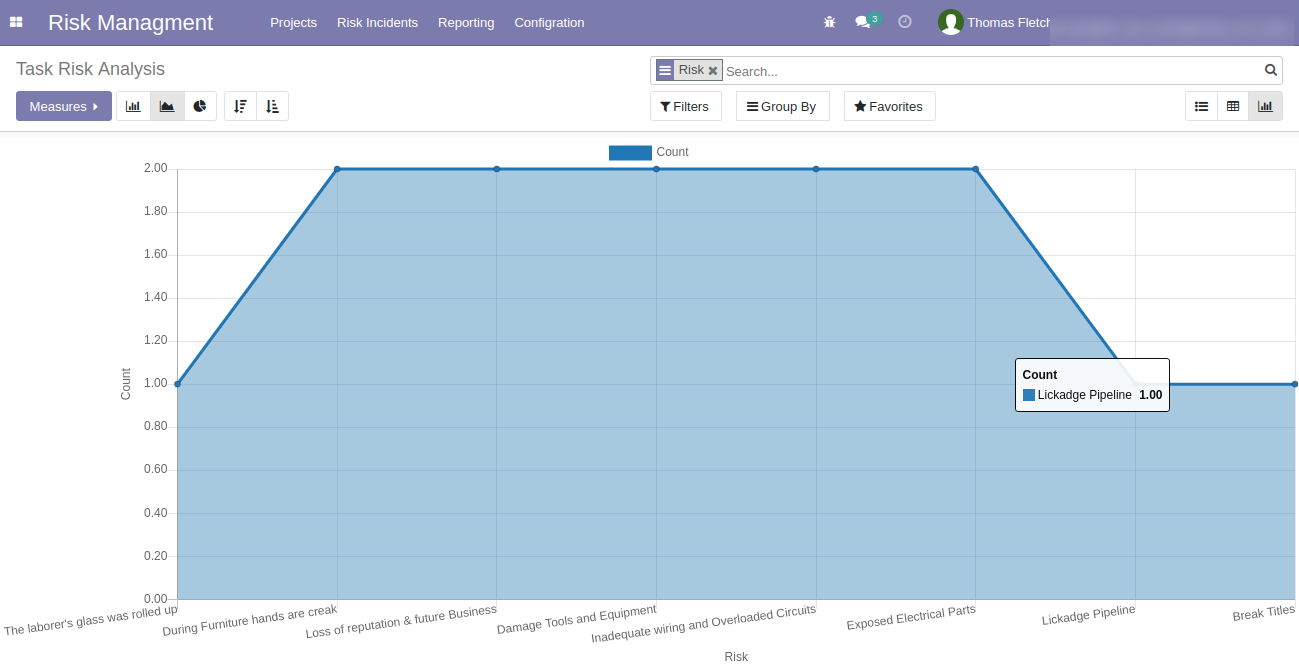 Risk Managment Projects Risk Incidents Reporting Configration 3 Thomas
Task Risk Analysis Risk Search...
Measures Filters Group By Favorites
Count
2.00
1.80
1.60
1.40
1.20
1.00
0.80
0.60
0.40
0.20
0.00
Count
Count
Lickadge Pipeline 1.00
The laborer's glass was rolled up
During Furniture hands are creak
Loss of reputation & future Business
Damage Tools and Equipment
Inadequate wiring and Overloaded Circuits
Exposed Electrical Parts
Lickadge Pipeline
Break Titles
Risk